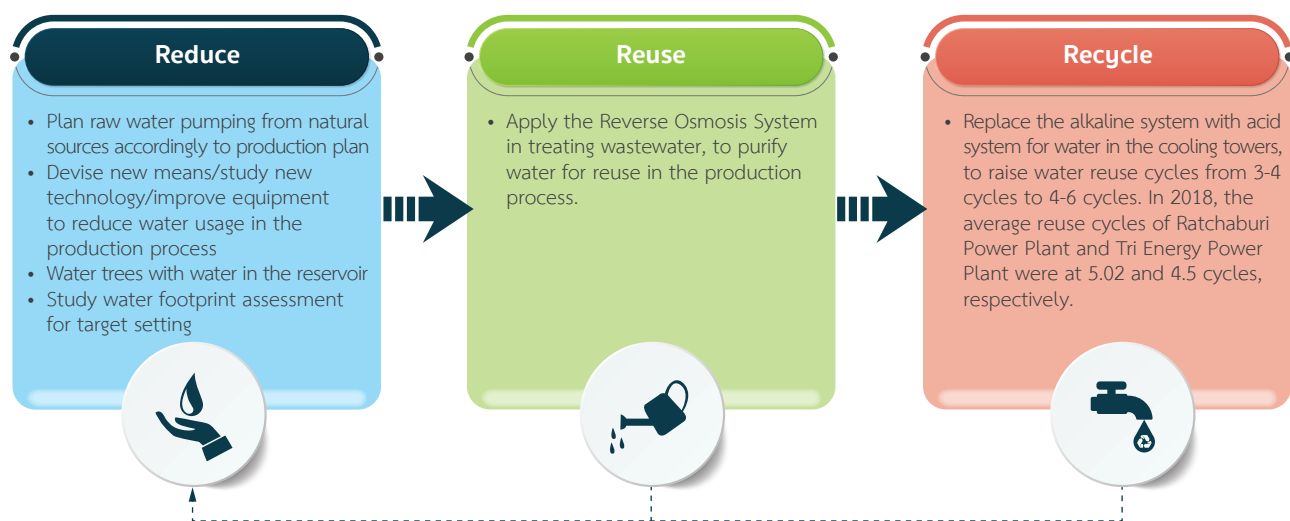 Reduce
• Plan raw water pumping from natural
sources accordingly to production plan
• Devise new means/study new
technology/improve equipment
to reduce water usage in the
production process
• Water trees with water in the reservoir
• Study water footprint assessment
for target setting
Reuse
• Apply the Reverse Osmosis System
in treating wastewater, to purify
water for reuse in the production
process.
Recycle
• Replace the alkaline system with acid
system for water in the cooling towers,
to raise water reuse cycles from 3-4
cycles to 4-6 cycles. In 2018, the
average reuse cycles of Ratchaburi
Power Plant and Tri Energy Power
Plant were at 5.02 and 4.5 cycles,
respectively.